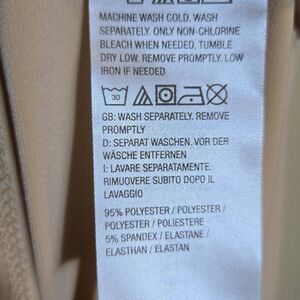 MACHINE WASH COLD. WASH
SEPARATELY. ONLY NON-CHLORINE
BLEACH WHEN NEEDED. TUMBLE
DRY LOW. REMOVE PROMPTLY. LOW
IRON IF NEEDED
30
GB: WASH SEPARATELY. REMOVE
PROMPTLY
D: SEPARAT WASCHEN. VOR DER
WÄSCHE ENTFERNEN
I: LAVARE SEPARATAMENTE.
RIMUOVERE SUBITO DOPO IL
LAVAGGIO
95% POLYESTER / POLYESTER /
POLYESTER / POLIESTERE
5% SPANDEX / ELASTANE /
ELASTHAN / ELASTAN